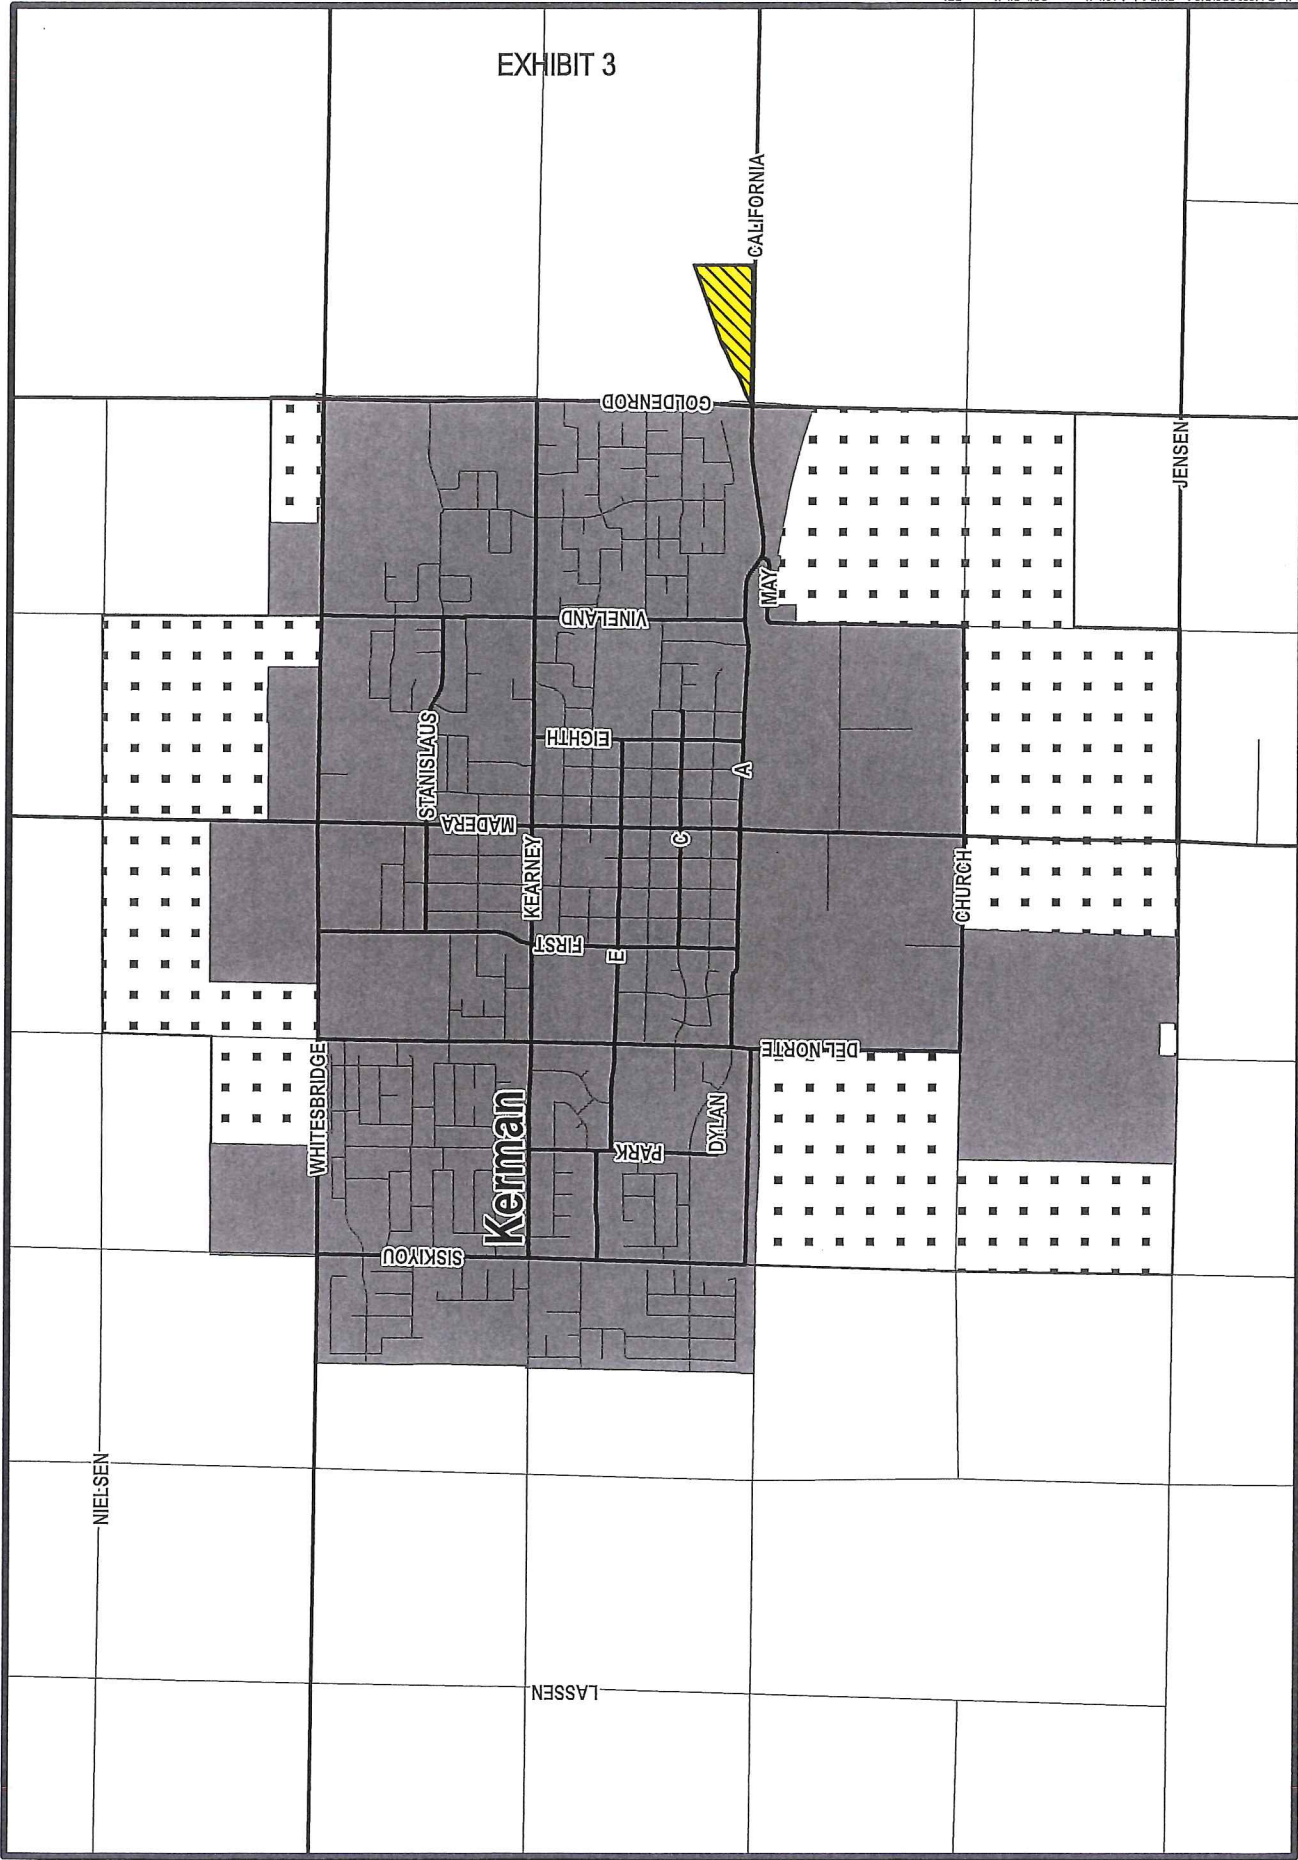 EXHIBIT 3
CALIFORNIA
GOLDENROD
JENSEN
MAY
VINELAND
EIGHTH
STANISLAUS
A
MADERA
C
KEARNEY
CHURCH
FIRST
E
WHITESBRIDGE
DEL NORTE
Kerman
DYLAN
PARK
SISKIYOU
NIELSEN
LASSEN